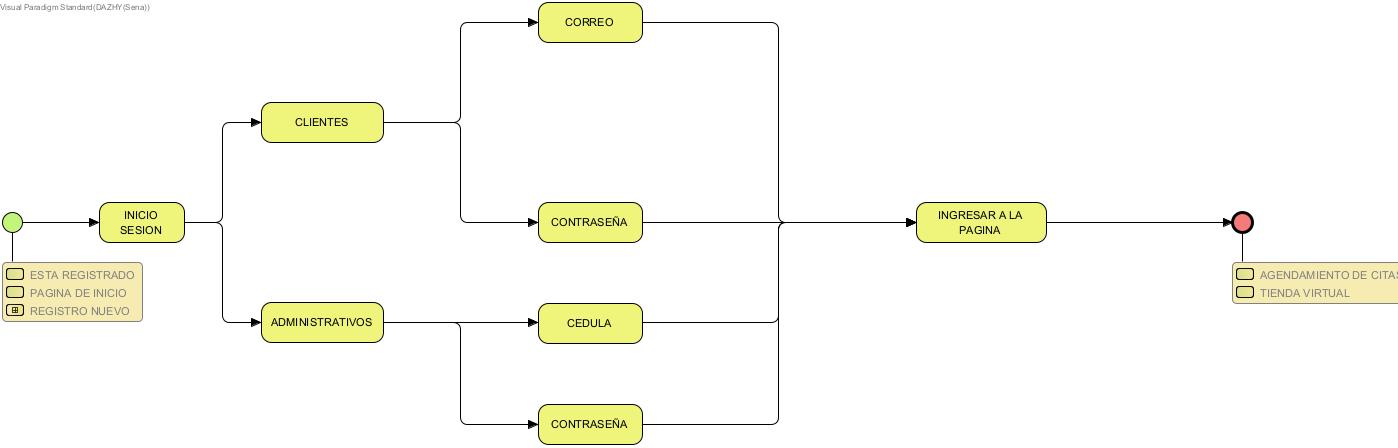 Visual Paradigm Standard(DAZHY(Sena))
CORREO
CLIENTES
INICIO
SESION
CONTRASEÑA
INGRESAR A LA
PAGINA
ESTA REGISTRADO
PAGINA DE INICIO
REGISTRO NUEVO
AGENDAMIENTO DE CITAS
TIENDA VIRTUAL
ADMINISTRATIVOS
CEDULA
CONTRASEÑA